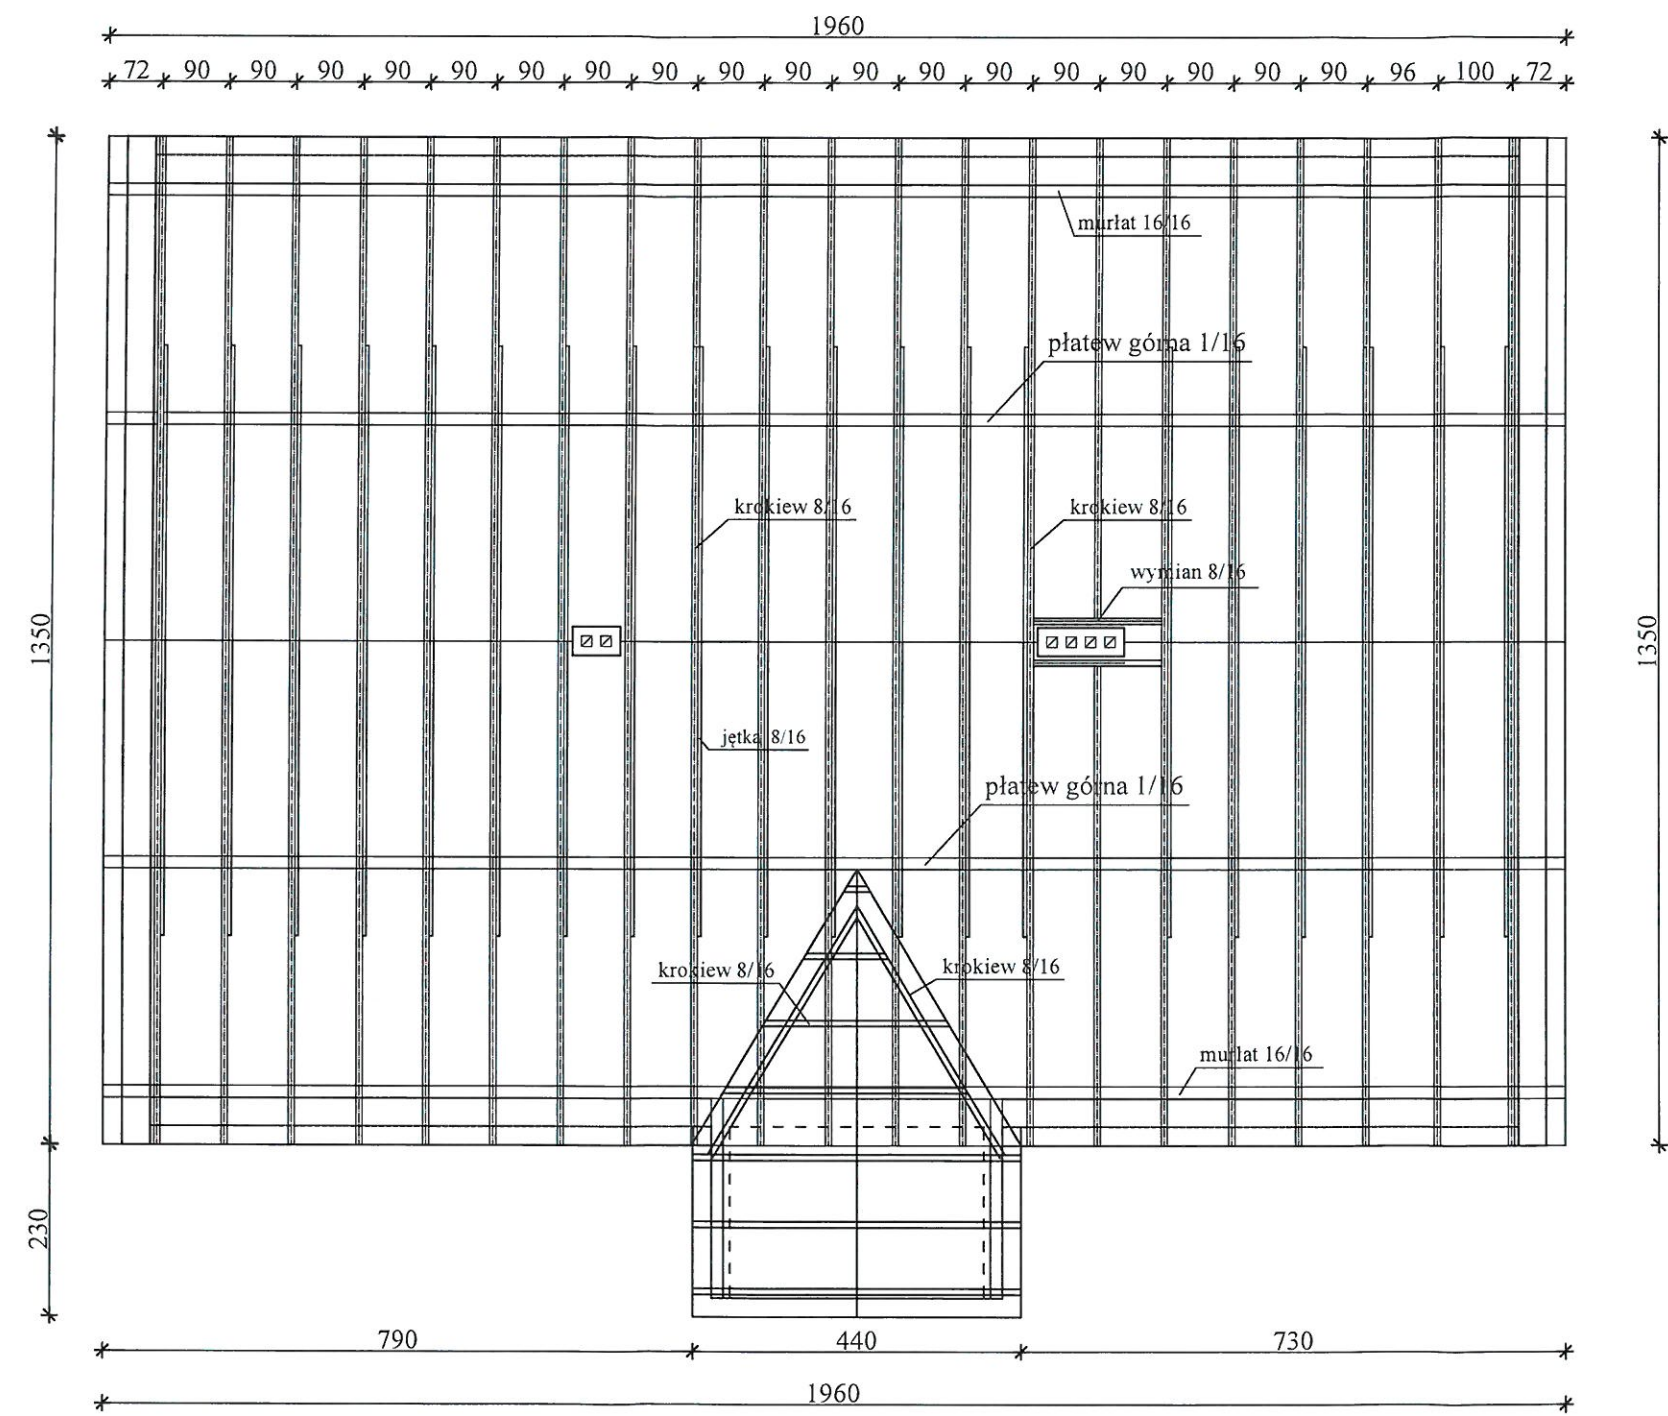 1960
72 90 90 90 90 90 90 90 90 90 90 90 90 90 90 90 90 90 90 96 100 72
murłat 16/16
płatew górna 1/16
krokiew 8/16 krokiew 8/16
wymian 8/16
1350 1350
jętka 8/16
płatew górna 1/16
krokiew 8/16 krokiew 8/16
murłat 16/16
230
790 440 730
1960